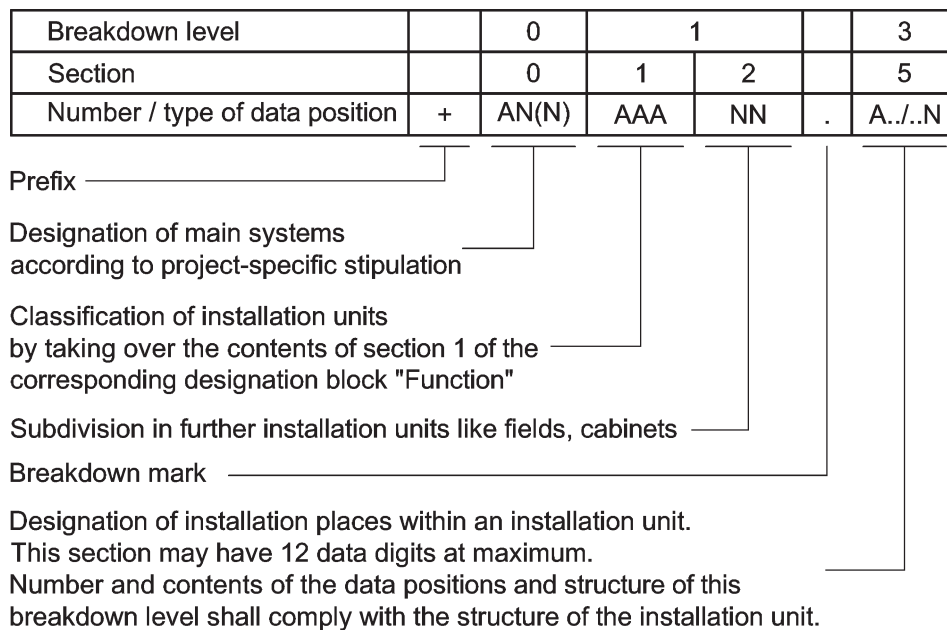 Breakdown level 0 1 3
Section 0 1 2 5
Number / type of data position + AN(N) AAA NN . A../..N
Prefix
Designation of main systems
according to project-specific stipulation
Classification of installation units
by taking over the contents of section 1 of the
corresponding designation block "Function"
Subdivision in further installation units like fields, cabinets
Breakdown mark
Designation of installation places within an installation unit.
This section may have 12 data digits at maximum.
Number and contents of the data positions and structure of this
breakdown level shall comply with the structure of the installation unit.